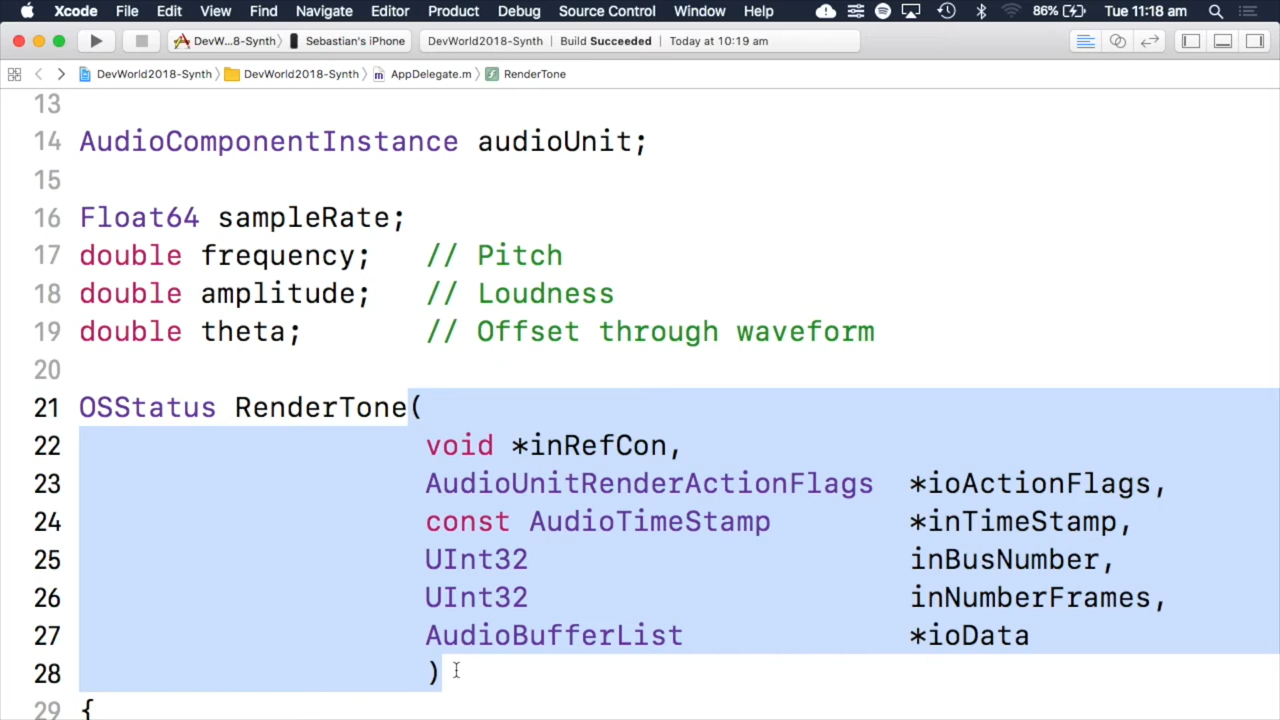 Xcode File Edit View Find Navigate Editor Product Debug Source Control Window Help 86% Tue 11:18 am
DevW...8-Synth 〉 Sebastian's iPhone DevWorld2018-Synth | Build Succeeded | Today at 10:19 am
DevWorld2018-Synth 〉 DevWorld2018-Synth 〉 m AppDelegate.m 〉 f RenderTone
13
14 AudioComponentInstance audioUnit;
15
16 Float64 sampleRate;
17 double frequency; // Pitch
18 double amplitude; // Loudness
19 double theta; // Offset through waveform
20
21 OSStatus RenderTone(
22 void *inRefCon,
23 AudioUnitRenderActionFlags *ioActionFlags,
24 const AudioTimeStamp *inTimeStamp,
25 UInt32 inBusNumber,
26 UInt32 inNumberFrames,
27 AudioBufferList *ioData
28 )
29 {